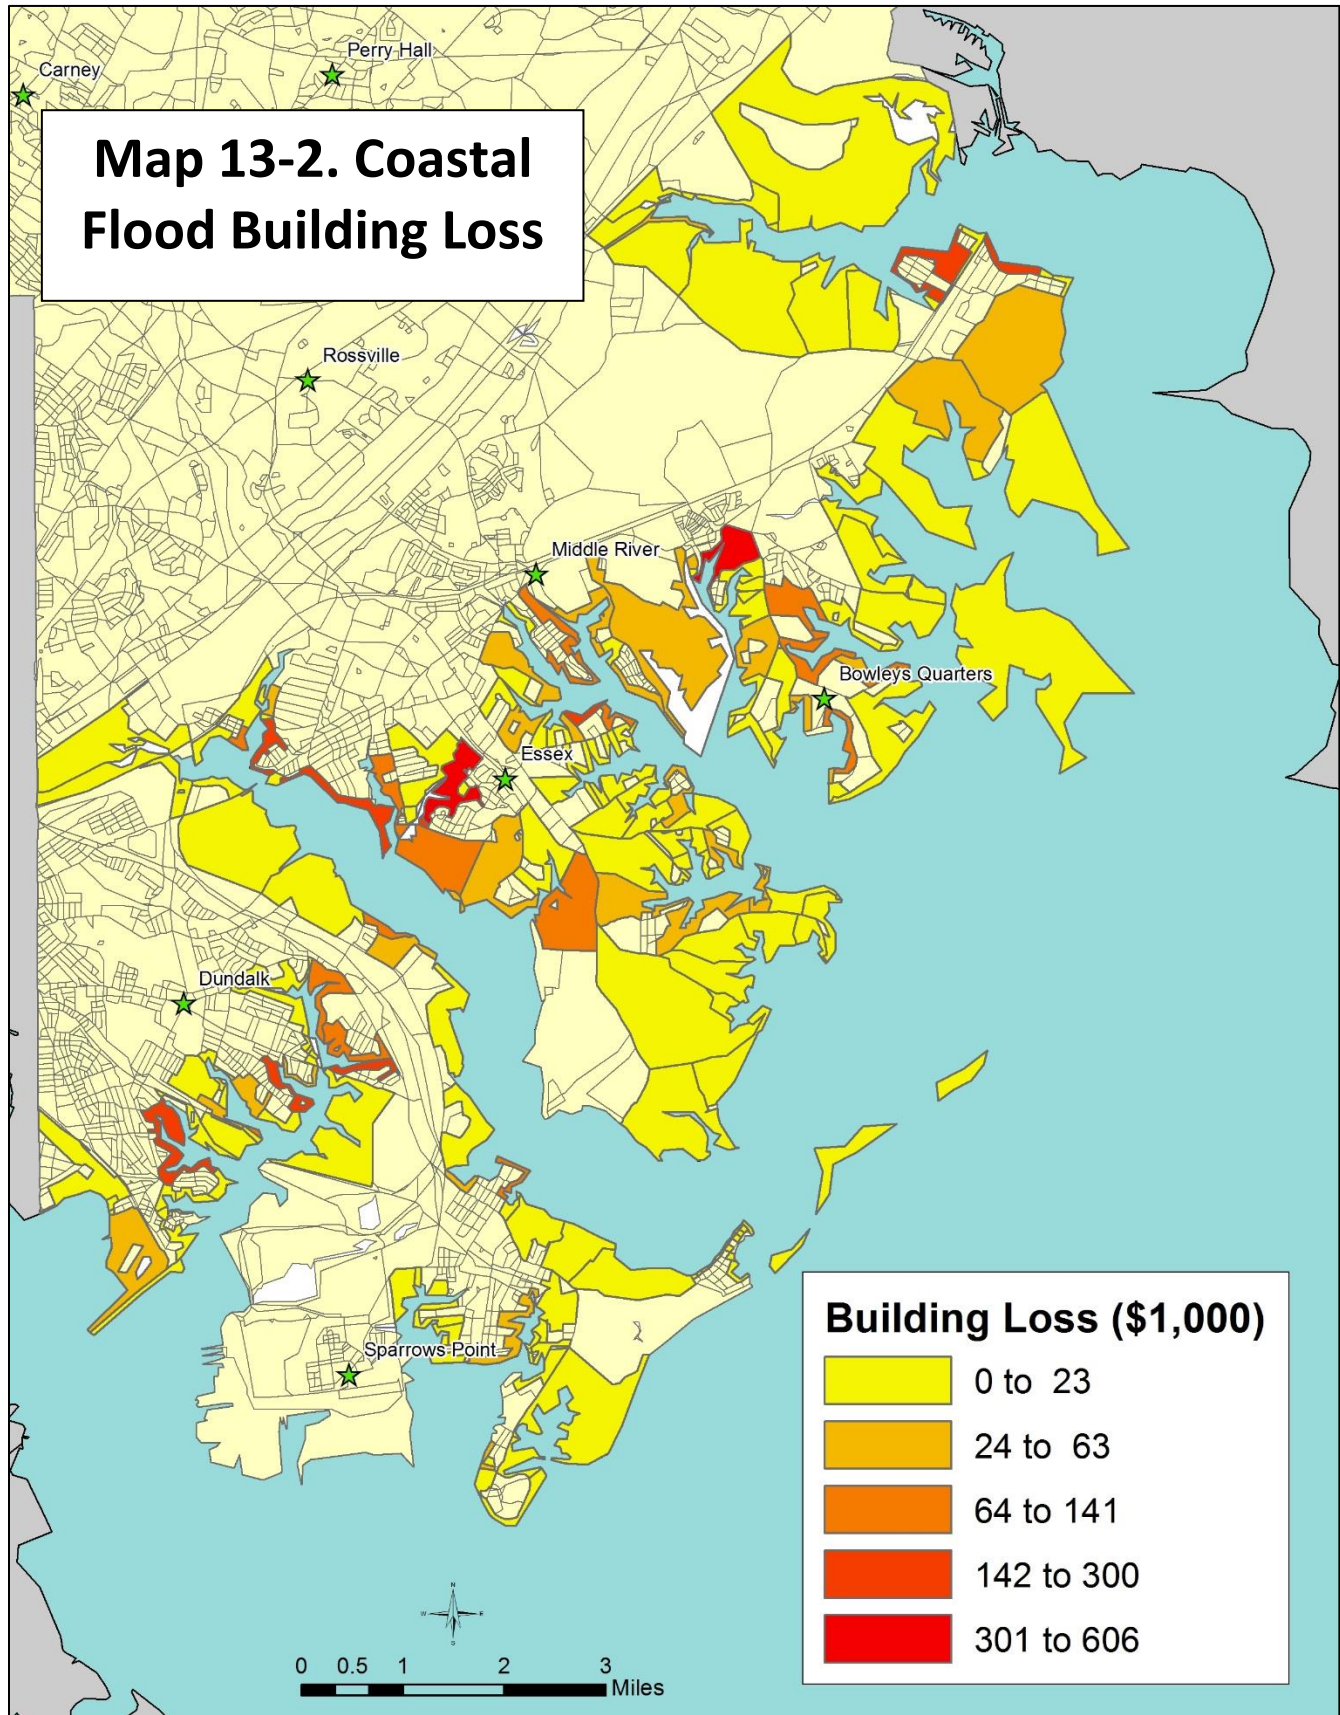 Perry Hall
Carney
Map 13-2. Coastal
Flood Building Loss
Rossville
Middle River
Bowleys Quarters
Essex
Dundalk
Sparrows Point
Building Loss ($1,000)
0 to 23
24 to 63
64 to 141
142 to 300
301 to 606
N
W E
S
0 0.5 1 2 3
Miles